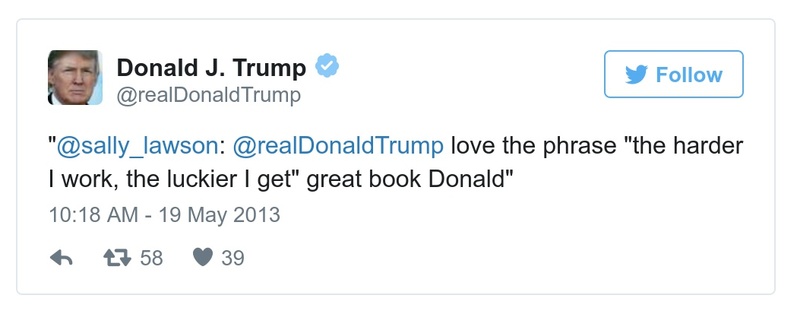 Donald J. Trump
Follow
@realDonaldTrump
"@sally_lawson: @realDonaldTrump love the phrase "the harder
I work, the luckier I get" great book Donald"
10:18 AM - 19 May 2013
58 39